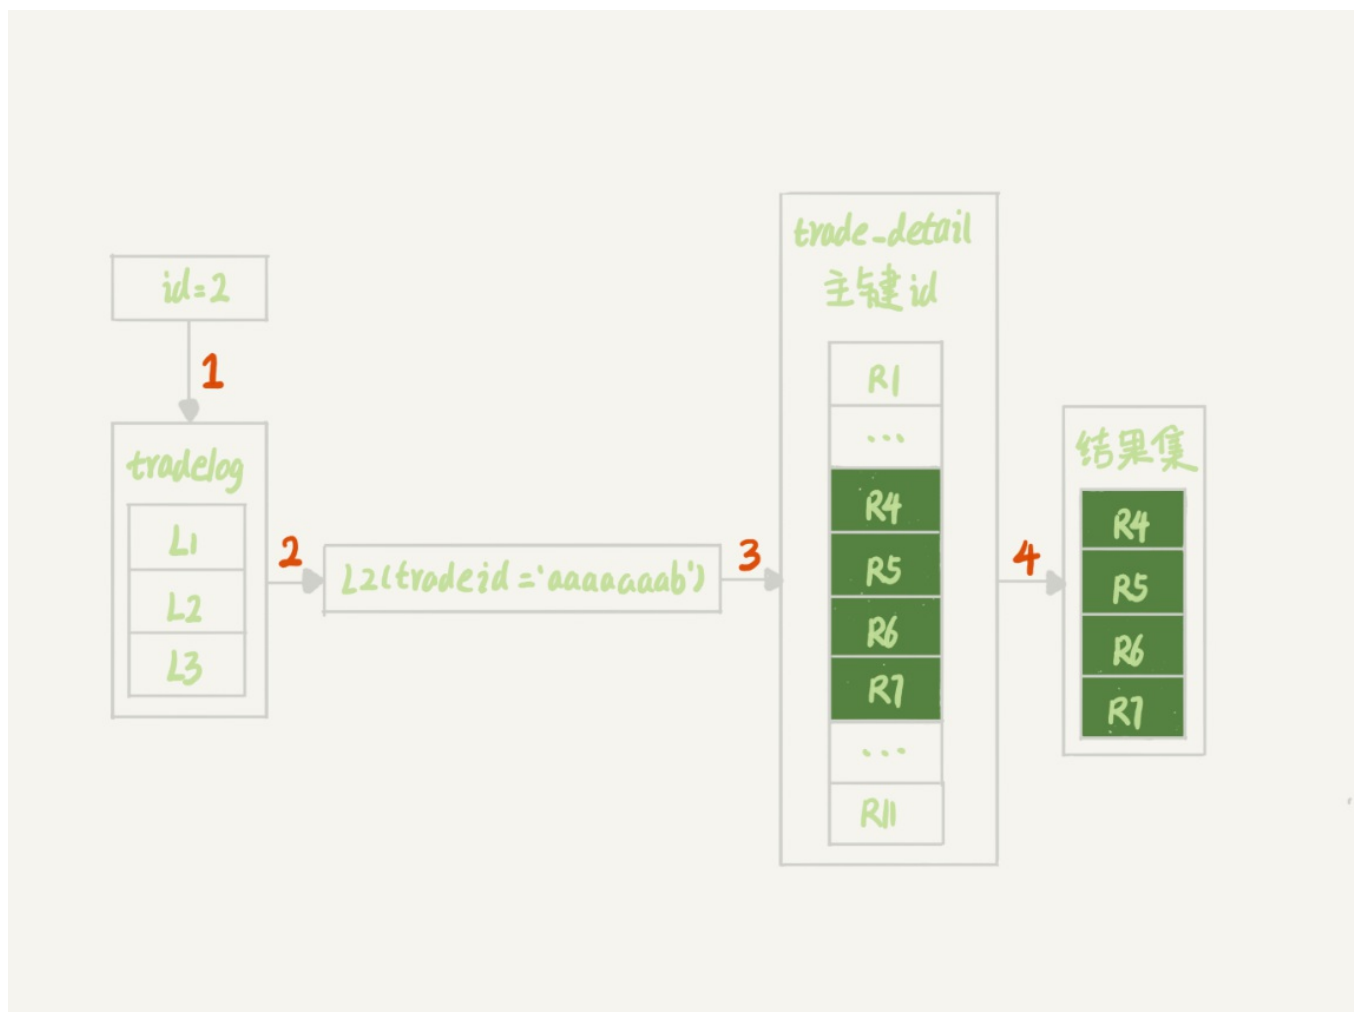 id=2
1
tradelog
L1
L2
L3
2
L2(tradeid='aaaaaaab')
3
trade_detail
主键id
R1
...
R4
R5
R6
R7
...
R11
4
结果集
R4
R5
R6
R7